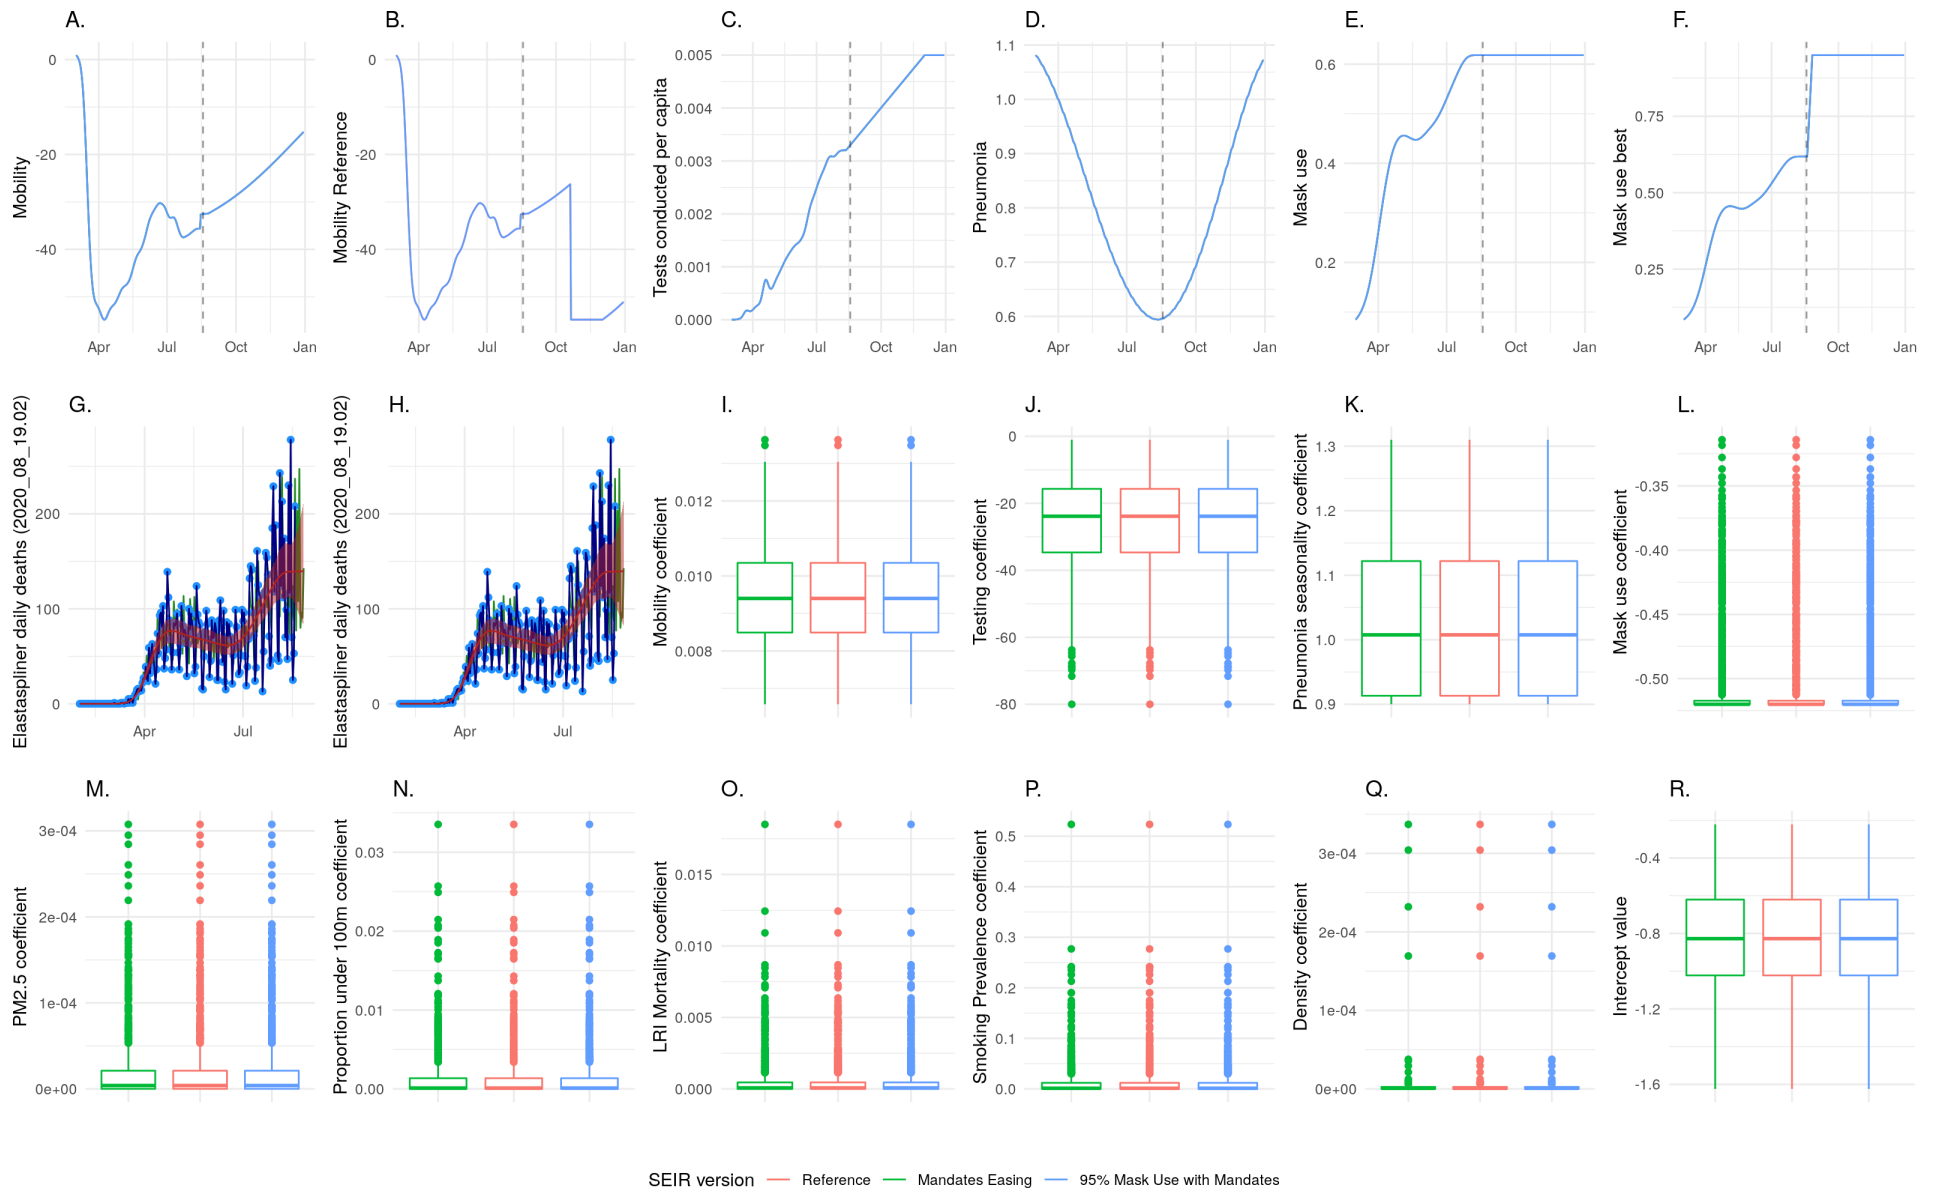 A.
Mobility
0
-20
-40
Apr
Jul
Oct
Jan
B.
Mobility Reference
0
-20
-40
Apr
Jul
Oct
Jan
C.
Tests conducted per capita
0.005
0.004
0.003
0.002
0.001
0.000
Apr
Jul
Oct
Jan
D.
Pneumonia
1.1
1.0
0.9
0.8
0.7
0.6
Apr
Jul
Oct
Jan
E.
Mask use
0.6
0.4
0.2
Apr
Jul
Oct
Jan
F.
Mask use best
0.75
0.50
0.25
Apr
Jul
Oct
Jan
G.
Elastaspliner daily deaths (2020_08_19.02)
200
100
0
Apr
Jul
H.
Elastaspliner daily deaths (2020_08_19.02)
200
100
0
Apr
Jul
I.
Mobility coefficient
0.012
0.010
0.008
J.
Testing coefficient
0
-20
-40
-60
-80
K.
Pneumonia seasonality coefficient
1.3
1.2
1.1
1.0
0.9
L.
Mask use coefficient
-0.35
-0.40
-0.45
-0.50
M.
PM2.5 coefficient
3e-04
2e-04
1e-04
0e+00
N.
Proportion under 100m coefficient
0.03
0.02
0.01
0.00
O.
LRI Mortality coefficient
0.015
0.010
0.005
0.000
P.
Smoking Prevalence coefficient
0.5
0.4
0.3
0.2
0.1
0.0
Q.
Density coefficient
3e-04
2e-04
1e-04
0e+00
R.
Intercept value
-0.4
-0.8
-1.2
-1.6
SEIR version
Reference
Mandates Easing
95% Mask Use with Mandates